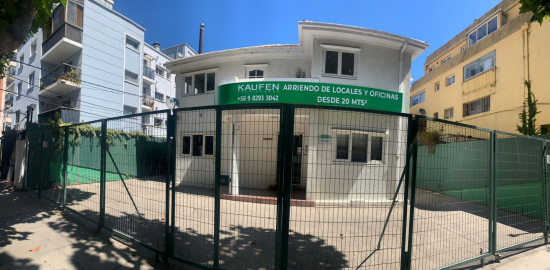 KAUFEN
+56 9 8293 3042
ARRIENDO DE LOCALES Y OFICINAS
DESDE 20 MTS²